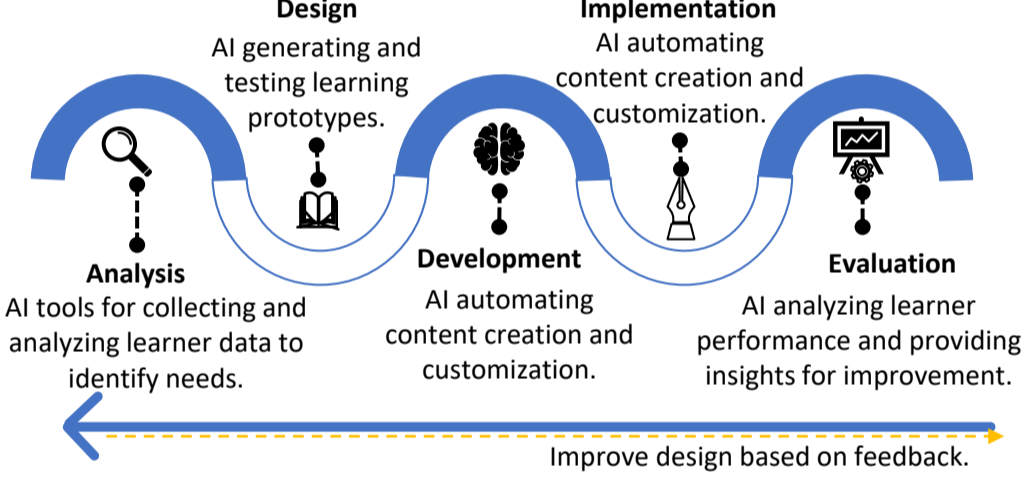 Design
AI generating and
testing learning
prototypes.
Implementation
AI automating
content creation and
customization.
Analysis
AI tools for collecting and
analyzing learner data to
identify needs.
Development
AI automating
content creation and
customization.
Evaluation
AI analyzing learner
performance and providing
insights for improvement.
Improve design based on feedback.